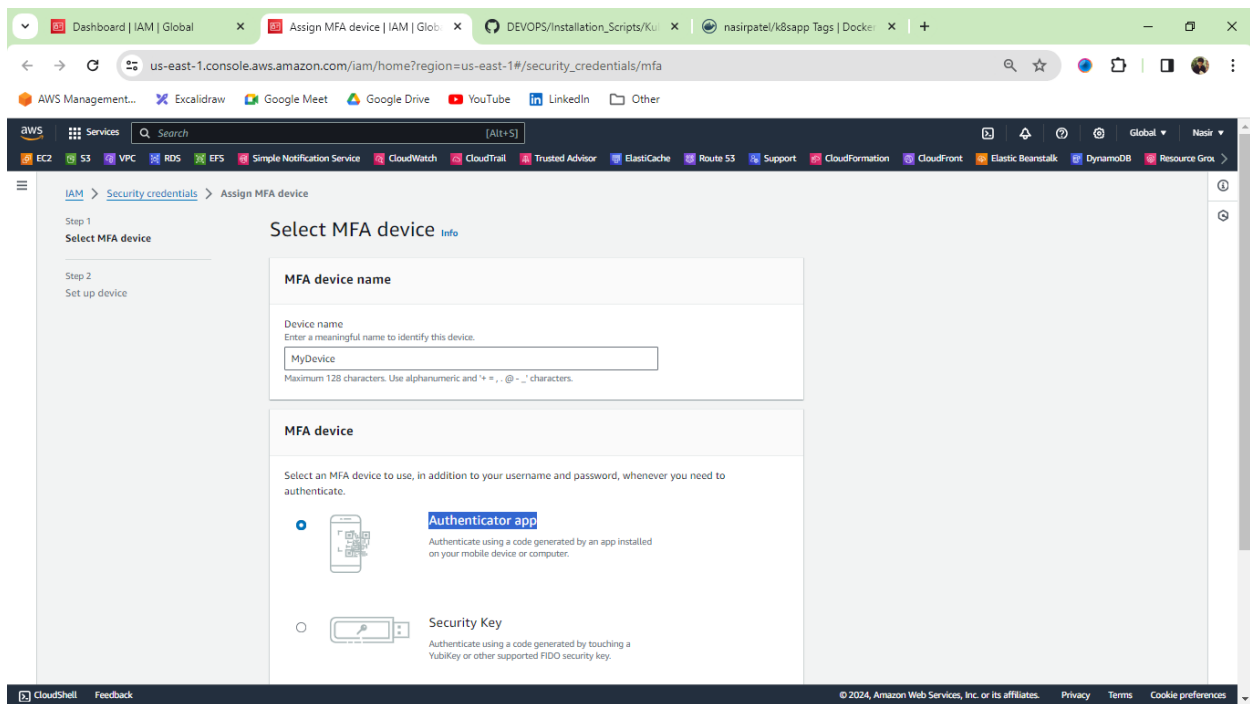 Dashboard | IAM | Global
Assign MFA device | IAM | Glob
DEVOPS/Installation_Scripts/Ku
nasirpatel/k8sapp Tags | Docker
us-east-1.console.aws.amazon.com/iam/home?region=us-east-1#/security_credentials/mfa
AWS Management...
Excalidraw
Google Meet
Google Drive
YouTube
LinkedIn
Other
aws
Services
Search
[Alt+S]
Global
Nasir
EC2
S3
VPC
RDS
EFS
Simple Notification Service
CloudWatch
CloudTrail
Trusted Advisor
ElastiCache
Route 53
Support
CloudFormation
CloudFront
Elastic Beanstalk
DynamoDB
Resource Grou
IAM > Security credentials > Assign MFA device
Step 1
Select MFA device
Step 2
Set up device
Select MFA device Info
MFA device name
Device name
Enter a meaningful name to identify this device.
MyDevice
Maximum 128 characters. Use alphanumeric and '+ = , . @ - _' characters.
MFA device
Select an MFA device to use, in addition to your username and password, whenever you need to
authenticate.
Authenticator app
Authenticate using a code generated by an app installed
on your mobile device or computer.
Security Key
Authenticate using a code generated by touching a
YubiKey or other supported FIDO security key.
CloudShell
Feedback
© 2024, Amazon Web Services, Inc. or its affiliates.
Privacy
Terms
Cookie preferences